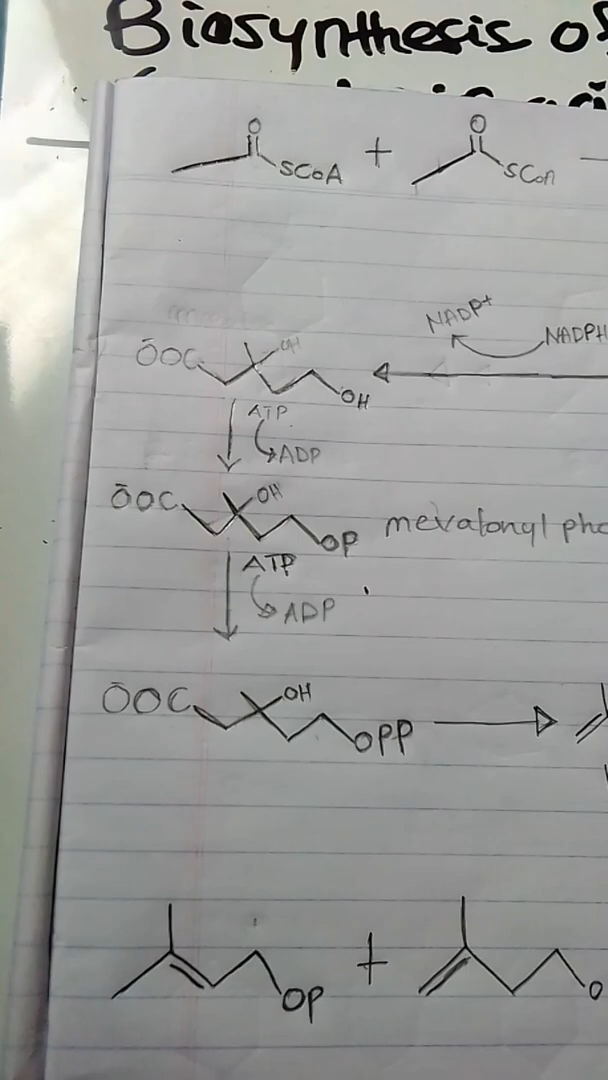 Biosynthesis of
O O
SCoA + SCoA
NADP+
NADPH
ŌOC OH
OH
ATP
ADP
ŌOC OH
OP mevalonyl pho
ATP
ADP
ŌOC OH
OPP
+
OP O